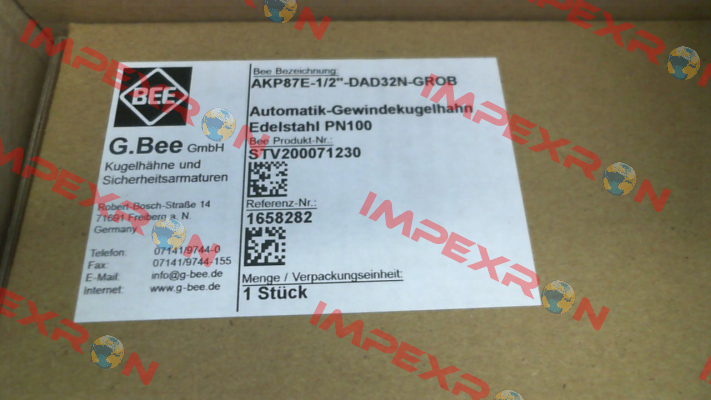 BEE
G.Bee GmbH
Kugelhähne und
Sicherheitsarmaturen
Robert-Bosch-Straße 14
71691 Freiberg a. N.
Germany
Telefon: 07141/9744-0
Fax: 07141/9744-155
E-Mail: info@g-bee.de
Internet: www.g-bee.de
Bee Bezeichnung:
AKP87E-1/2"-DAD32N-GROB
Automatik-Gewindekugelhahn
Edelstahl PN100
Bee Produkt-Nr.:
STV200071230
Referenz-Nr.:
1658282
Menge / Verpackungseinheit:
1 Stück
IMPEXRON
IMPEXRON
IMPEXRON
IMPEXRON
IMPEXRON